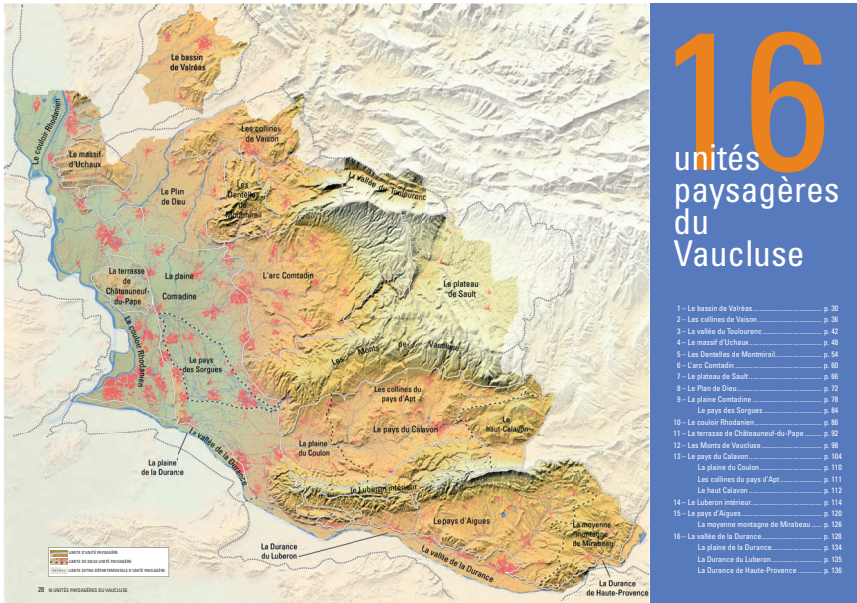 Le bassin
de Valréas
Le couloir Rhodanien
Le massif
d'Uchaux
Les collines
de Vaison
La vallée du Toulourenc
Le Plan
de Dieu
Les
Dentelles
de
Montmirail
La terrasse
de
Châteauneuf-
du-Pape
La plaine
Comtadine
L'arc Comtadin
Le plateau
de Sault
Le couloir Rhodanien
Le pays
des Sorgues
Les Monts de Vaucluse
Les collines du
pays d'Apt
Le pays du Calavon
Le
haut-Calavon
La plaine
du Coulon
La vallée de la Durance
La plaine
de la Durance
le Luberon intérieur
Le pays d'Aigues
La moyenne
montagne
de Mirabeau
La Durance
du Luberon
La vallée de la Durance
La Durance
de Haute-Provence
LIMITE D'UNITÉ PAYSAGÈRE
LIMITE DE SOUS-UNITÉ PAYSAGÈRE
LIMITE EXTRA-DÉPARTEMENTALE D'UNITÉ PAYSAGÈRE
28 16 UNITÉS PAYSAGÈRES DU VAUCLUSE
16
unités
paysagères
du
Vaucluse
1 – Le bassin de Valréas p. 30
2 – Les collines de Vaison p. 36
3 – La vallée du Toulourenc p. 42
4 – Le massif d'Uchaux p. 48
5 – Les Dentelles de Montmirail p. 54
6 – L'arc Comtadin p. 60
7 – Le plateau de Sault p. 66
8 – Le Plan de Dieu p. 72
9 – La plaine Comtadine p. 78
Le pays des Sorgues p. 84
10 – Le couloir Rhodanien p. 86
11 – La terrasse de Châteauneuf-du-Pape p. 92
12 – Les Monts de Vaucluse p. 98
13 – Le pays du Calavon p. 104
La plaine du Coulon p. 110
Les collines du pays d'Apt p. 111
Le haut Calavon p. 112
14 – Le Luberon intérieur p. 114
15 – Le pays d'Aigues p. 120
La moyenne montagne de Mirabeau p. 126
16 – La vallée de la Durance p. 128
La plaine de la Durance p. 134
La Durance du Luberon p. 135
La Durance de Haute-Provence p. 136